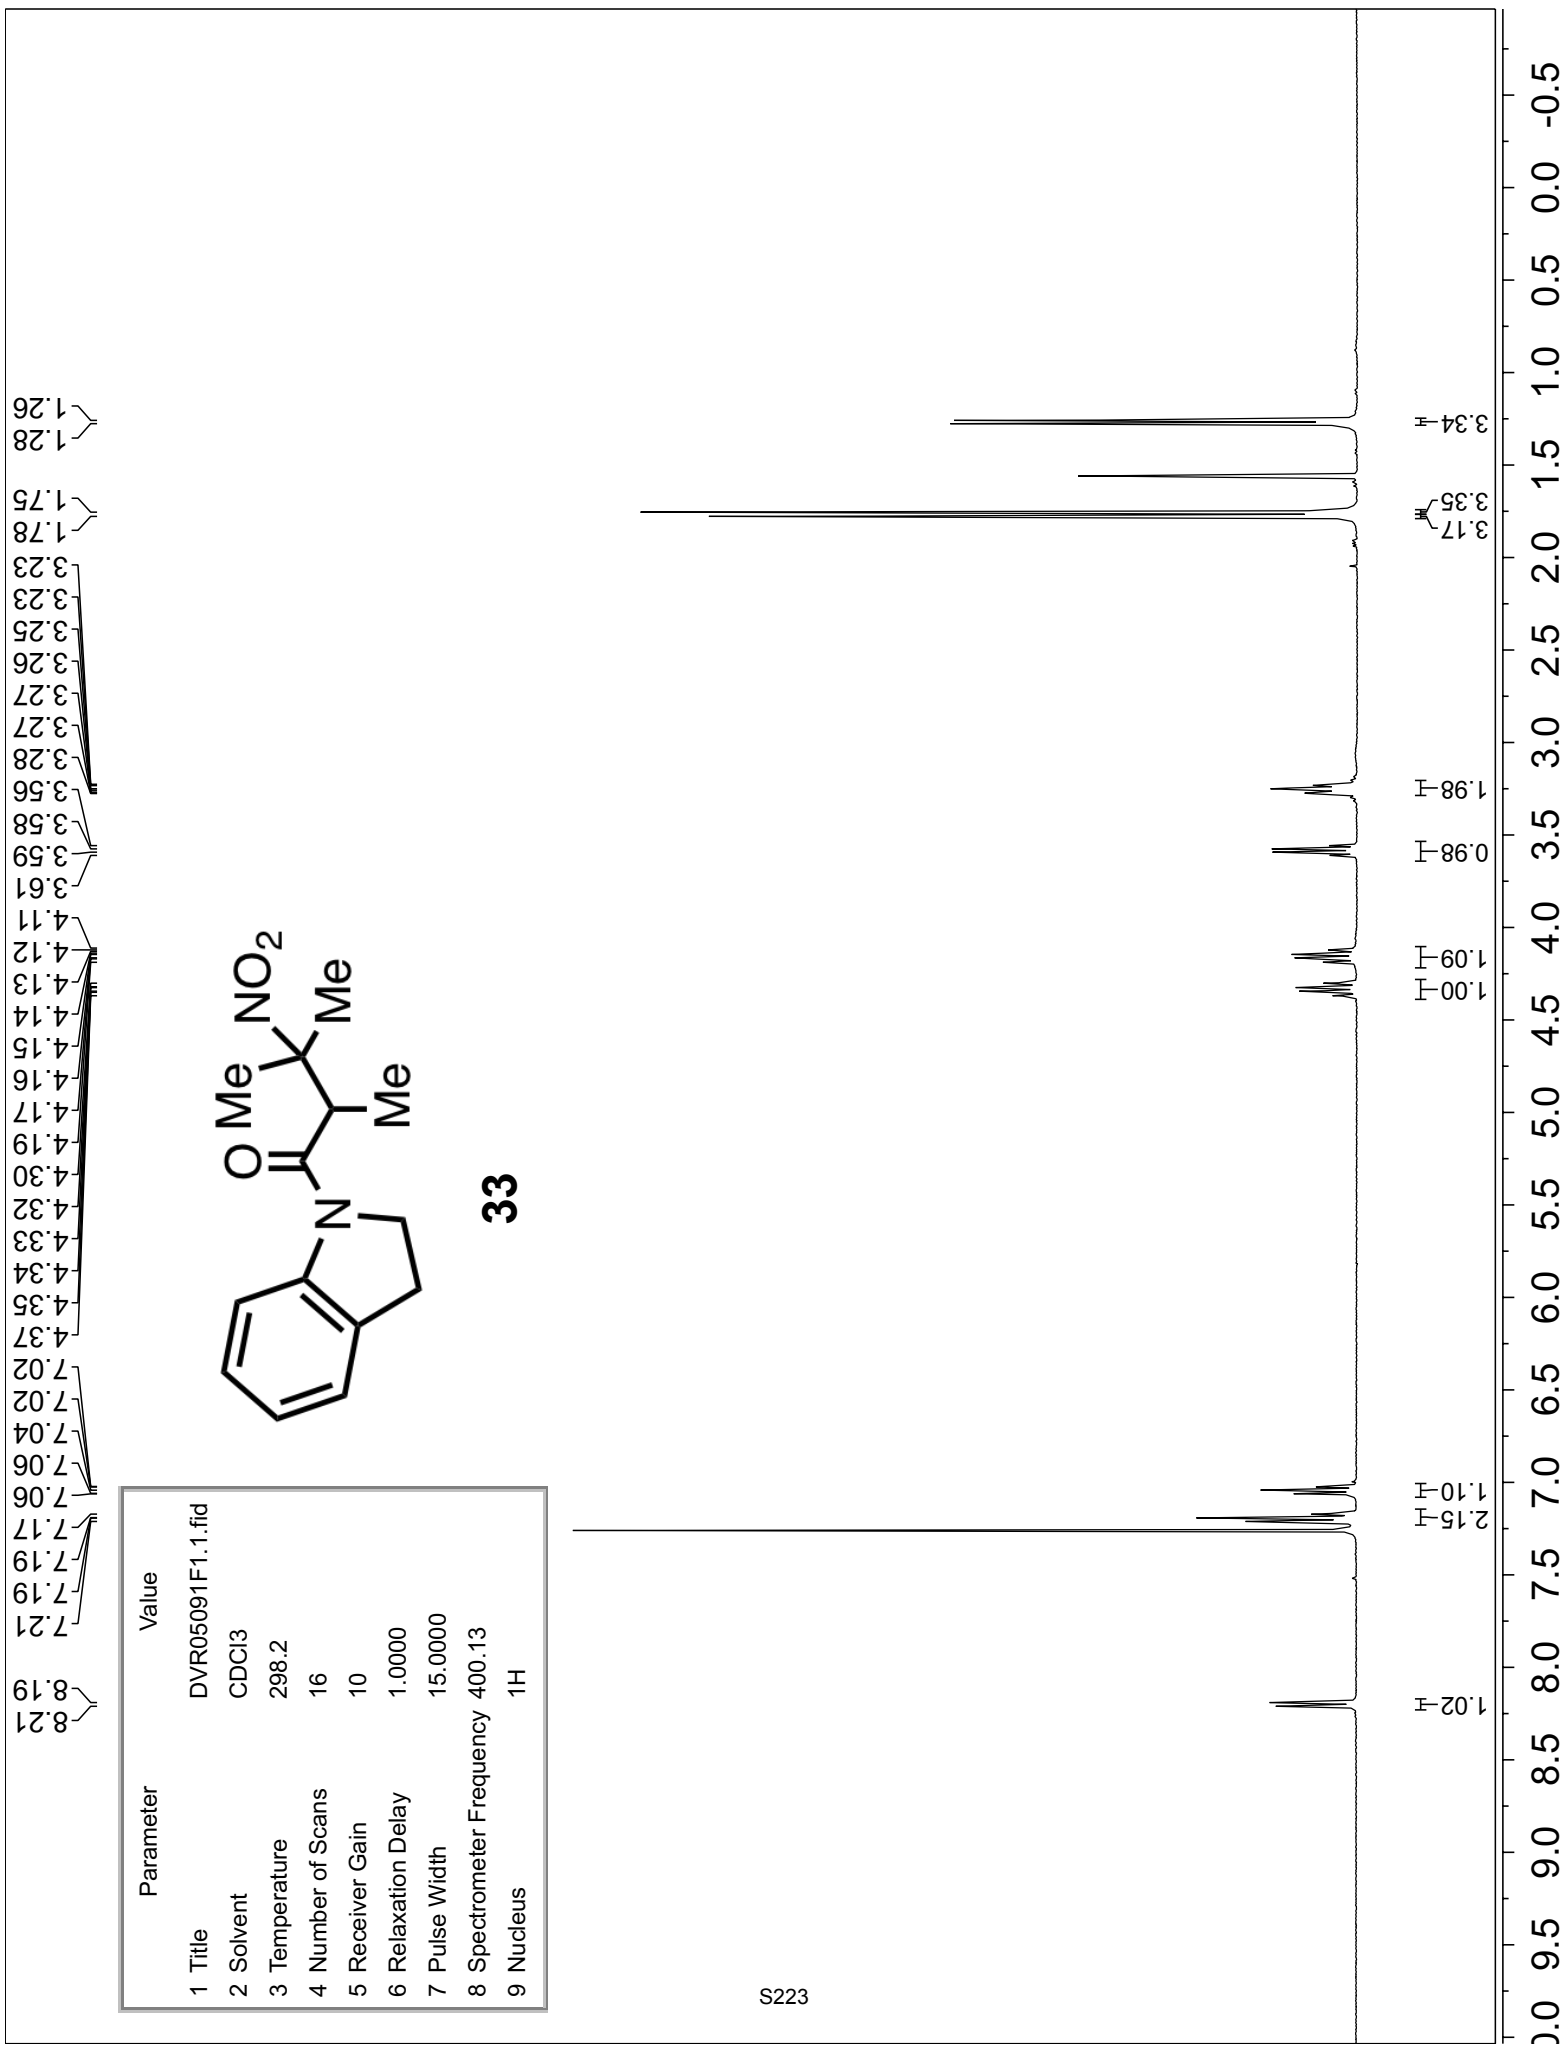 8.21
8.19
7.21
7.19
7.19
7.17
7.06
7.06
7.04
7.02
7.02
4.37
4.35
4.34
4.33
4.32
4.30
4.19
4.17
4.16
4.15
4.14
4.13
4.12
4.11
3.61
3.59
3.58
3.56
3.28
3.27
3.27
3.26
3.25
3.23
3.23
1.78
1.75
1.28
1.26
Parameter Value
1 Title DVR05091F1.1.fid
2 Solvent CDCl3
3 Temperature 298.2
4 Number of Scans 16
5 Receiver Gain 10
6 Relaxation Delay 1.0000
7 Pulse Width 15.0000
8 Spectrometer Frequency 400.13
9 Nucleus 1H
O
Me
NO2
N
Me
Me
33
S223
1.02
2.15
1.10
1.00
1.09
0.98
1.98
3.17
3.35
3.34
0.0 9.5 9.0 8.5 8.0 7.5 7.0 6.5 6.0 5.5 5.0 4.5 4.0 3.5 3.0 2.5 2.0 1.5 1.0 0.5 0.0 -0.5